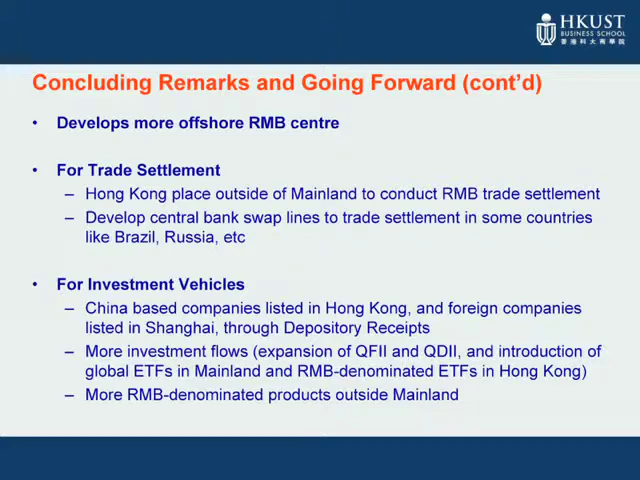 HKUST
BUSINESS SCHOOL
香港科大商學院
Concluding Remarks and Going Forward (cont'd)
• Develops more offshore RMB centre
• For Trade Settlement
– Hong Kong place outside of Mainland to conduct RMB trade settlement
– Develop central bank swap lines to trade settlement in some countries
like Brazil, Russia, etc
• For Investment Vehicles
– China based companies listed in Hong Kong, and foreign companies
listed in Shanghai, through Depository Receipts
– More investment flows (expansion of QFII and QDII, and introduction of
global ETFs in Mainland and RMB-denominated ETFs in Hong Kong)
– More RMB-denominated products outside Mainland